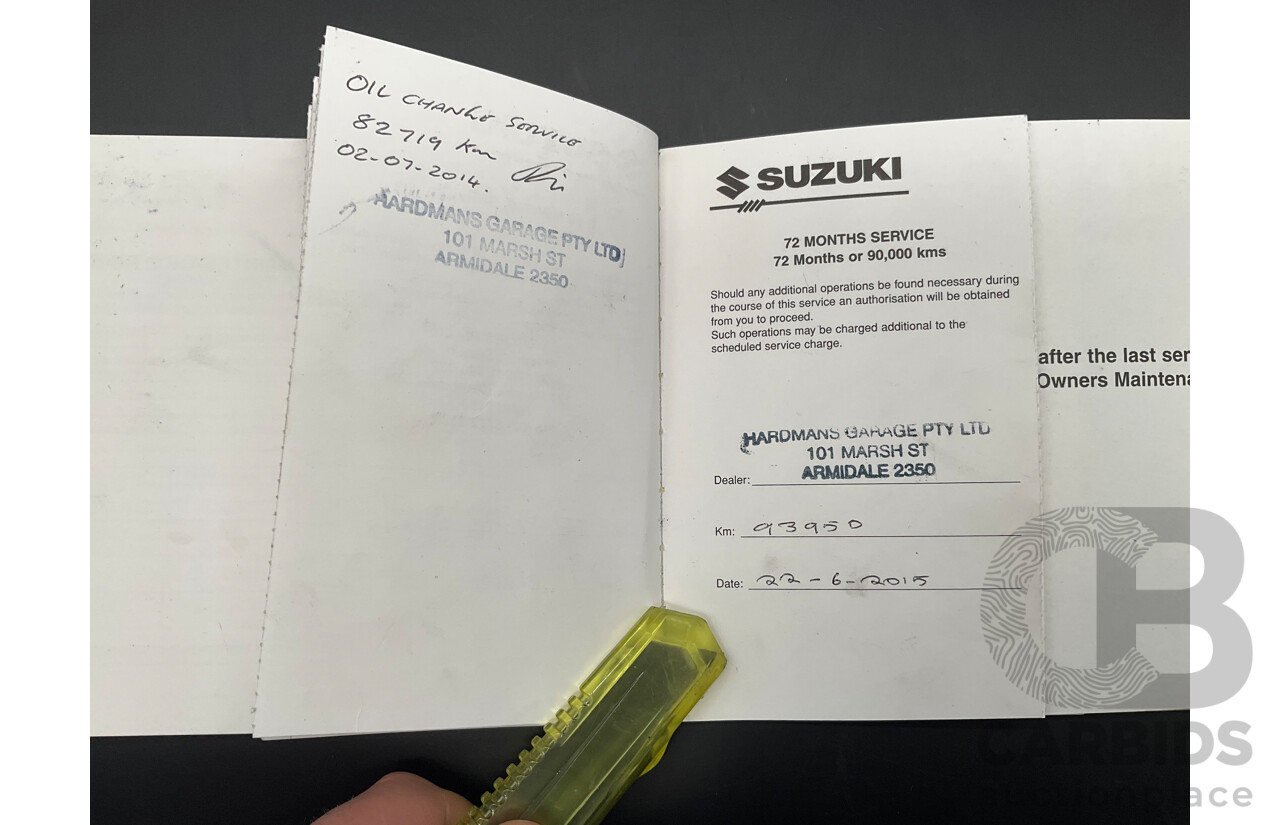 OIL CHANGE SERVICE
82719 Km
02-07-2014.
HARDMANS GARAGE PTY LTD
101 MARSH ST
ARMIDALE 2350
SUZUKI
72 MONTHS SERVICE
72 Months or 90,000 kms
Should any additional operations be found necessary during
the course of this service an authorisation will be obtained
from you to proceed.
Such operations may be charged additional to the
scheduled service charge.
HARDMANS GARAGE PTY LTD
101 MARSH ST
ARMIDALE 2350
Dealer:
Km: 93950
Date: 22-6-2015
after the last ser
Owners Maintena
CB
CARBIDS
auctionplace